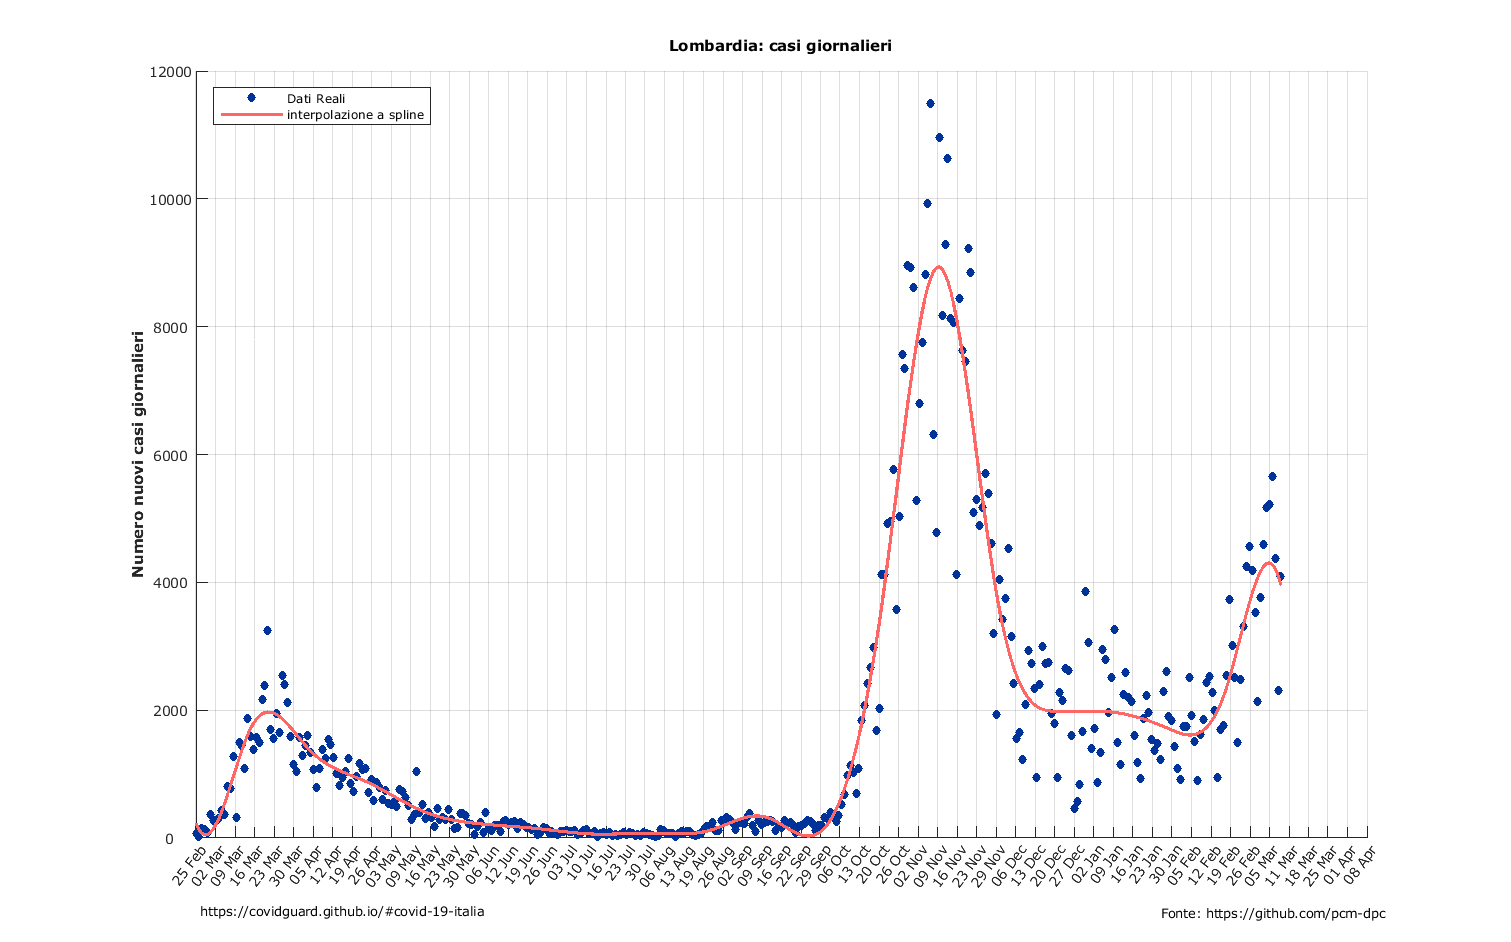 Lombardia: casi giornalieri
12000
10000
8000
6000
4000
2000
0
Dati Reali
interpolazione a spline
Numero nuovi casi giornalieri
25 Feb
02 Mar
09 Mar
16 Mar
23 Mar
30 Mar
05 Apr
12 Apr
19 Apr
26 Apr
03 May
09 May
16 May
23 May
30 May
06 Jun
12 Jun
19 Jun
26 Jun
03 Jul
10 Jul
16 Jul
23 Jul
30 Jul
06 Aug
13 Aug
19 Aug
26 Aug
02 Sep
09 Sep
16 Sep
22 Sep
29 Sep
06 Oct
13 Oct
20 Oct
26 Oct
02 Nov
09 Nov
16 Nov
23 Nov
29 Nov
06 Dec
13 Dec
20 Dec
27 Dec
02 Jan
09 Jan
16 Jan
23 Jan
30 Jan
05 Feb
12 Feb
19 Feb
26 Feb
05 Mar
11 Mar
18 Mar
25 Mar
01 Apr
08 Apr
https://covidguard.github.io/#covid-19-italia
Fonte: https://github.com/pcm-dpc